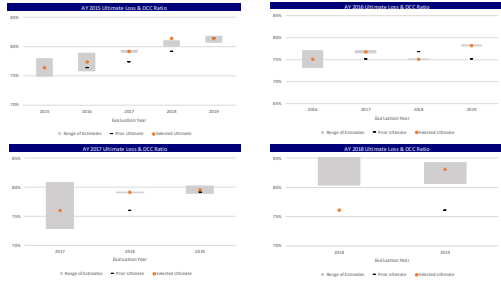 AY 2015 Ultimate Loss & DCC Ratio
85%
80%
75%
70%
2015 2016 2017 2018 2019
Evaluation Year
Range of Estimates Prior Ultimate Selected Ultimate
AY 2016 Ultimate Loss & DCC Ratio
85%
80%
75%
70%
65%
2016 2017 2018 2019
Evaluation Year
Range of Estimates Prior Ultimate Selected Ultimate
AY 2017 Ultimate Loss & DCC Ratio
85%
80%
75%
70%
2017 2018 2019
Evaluation Year
Range of Estimates Prior Ultimate Selected Ultimate
AY 2018 Ultimate Loss & DCC Ratio
85%
80%
75%
70%
2018 2019
Evaluation Year
Range of Estimates Prior Ultimate Selected Ultimate